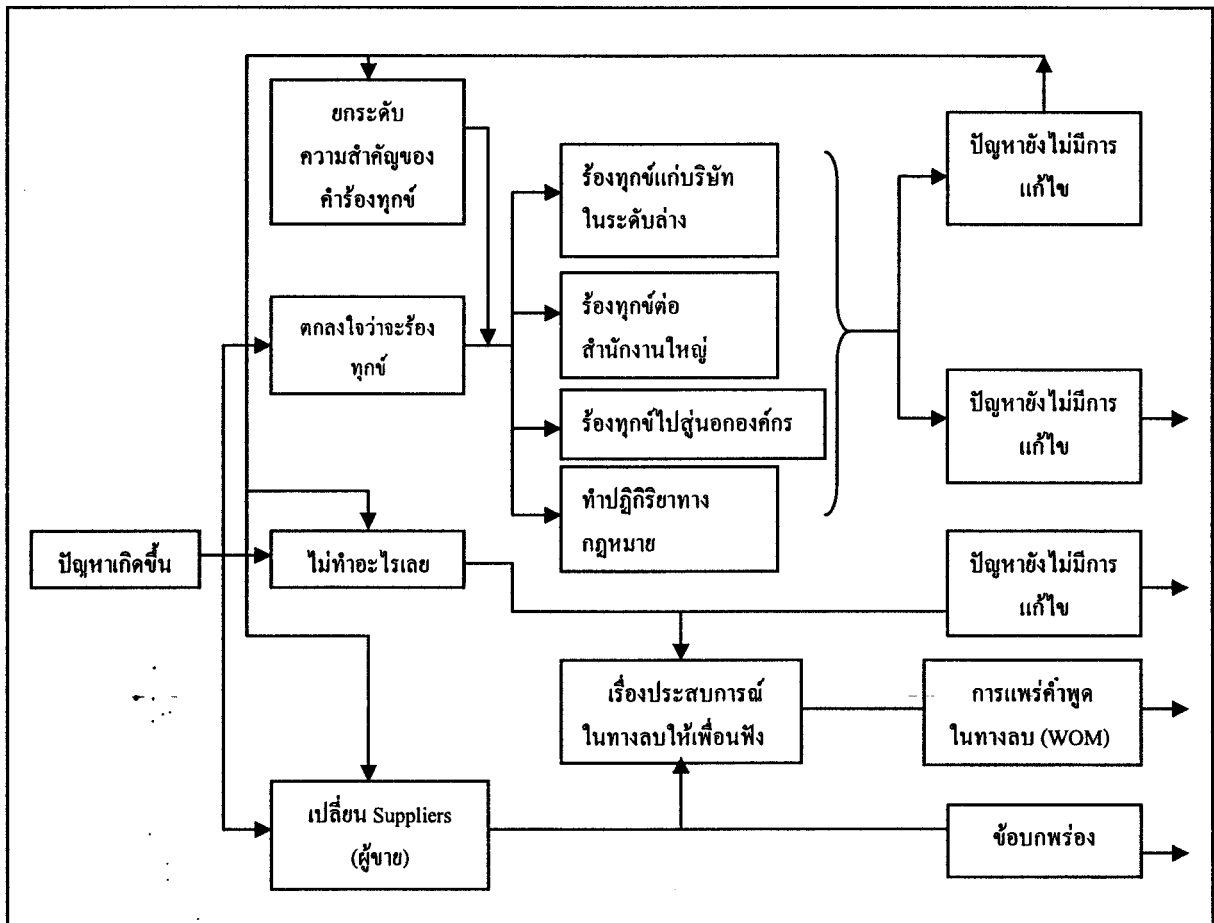 ยกระดับ
ความสำคัญของ
คำร้องทุกข์
ตกลงใจว่าจะร้อง
ทุกข์
ปัญหาเกิดขึ้น
ไม่ทำอะไรเลย
เปลี่ยน Suppliers
(ผู้ขาย)
ร้องทุกข์แก่บริษัท
ในระดับล่าง
ร้องทุกข์ต่อ
สำนักงานใหญ่
ร้องทุกข์ไปสู่นอกองค์กร
ทำปฏิกิริยาทาง
กฎหมาย
เรื่องประสบการณ์
ในทางลบให้เพื่อนฟัง
ปัญหายังไม่มีการ
แก้ไข
ปัญหายังไม่มีการ
แก้ไข
ปัญหายังไม่มีการ
แก้ไข
การแพร่คำพูด
ในทางลบ (WOM)
ข้อบกพร่อง